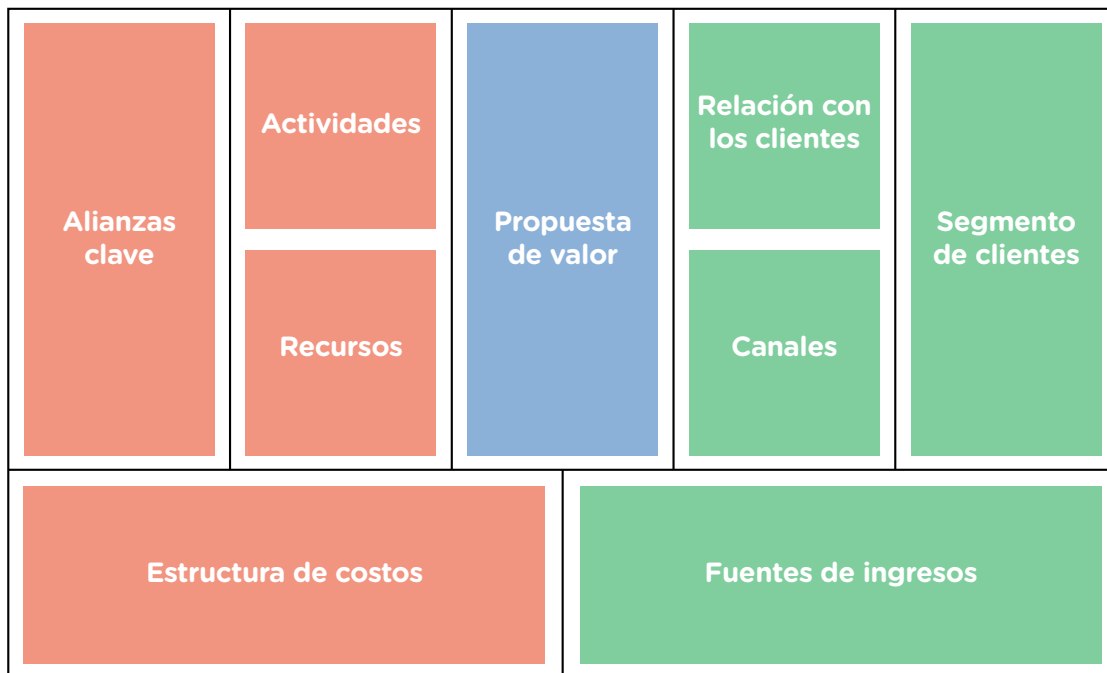 Alianzas
clave
Actividades
Recursos
Propuesta
de valor
Relación con
los clientes
Canales
Segmento
de clientes
Estructura de costos
Fuentes de ingresos